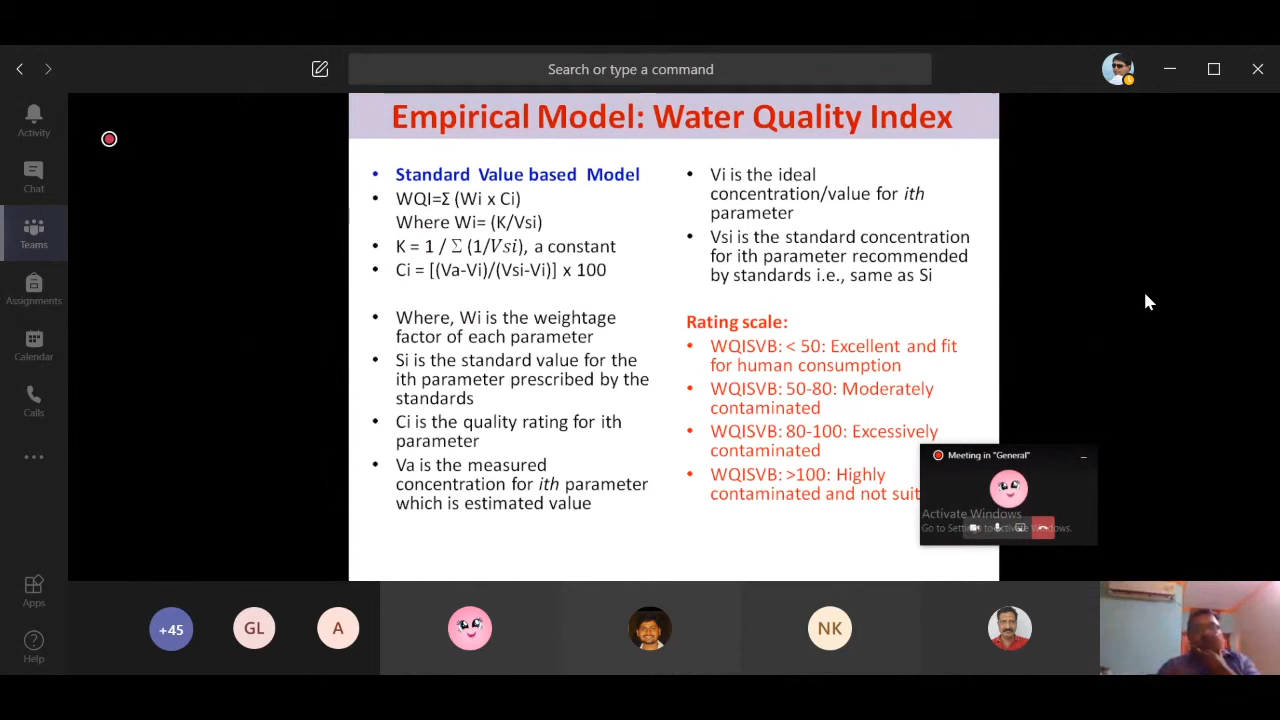 Search or type a command
Activity
Chat
Teams
Assignments
Calendar
Calls
Apps
Help
Empirical Model: Water Quality Index
• Standard Value based Model
• WQI=Σ (Wi x Ci)
Where Wi= (K/Vsi)
• K = 1 / Σ (1/Vsi), a constant
• Ci = [(Va-Vi)/(Vsi-Vi)] x 100
• Where, Wi is the weightage
factor of each parameter
• Si is the standard value for the
ith parameter prescribed by the
standards
• Ci is the quality rating for ith
parameter
• Va is the measured
concentration for ith parameter
which is estimated value
• Vi is the ideal
concentration/value for ith
parameter
• Vsi is the standard concentration
for ith parameter recommended
by standards i.e., same as Si
Rating scale:
• WQISVB: < 50: Excellent and fit
for human consumption
• WQISVB: 50-80: Moderately
contaminated
• WQISVB: 80-100: Excessively
contaminated
• WQISVB: >100: Highly
contaminated and not suit
Meeting in "General"
Activate Windows
Go to Settings to activate Windows.
+45
GL
A
NK